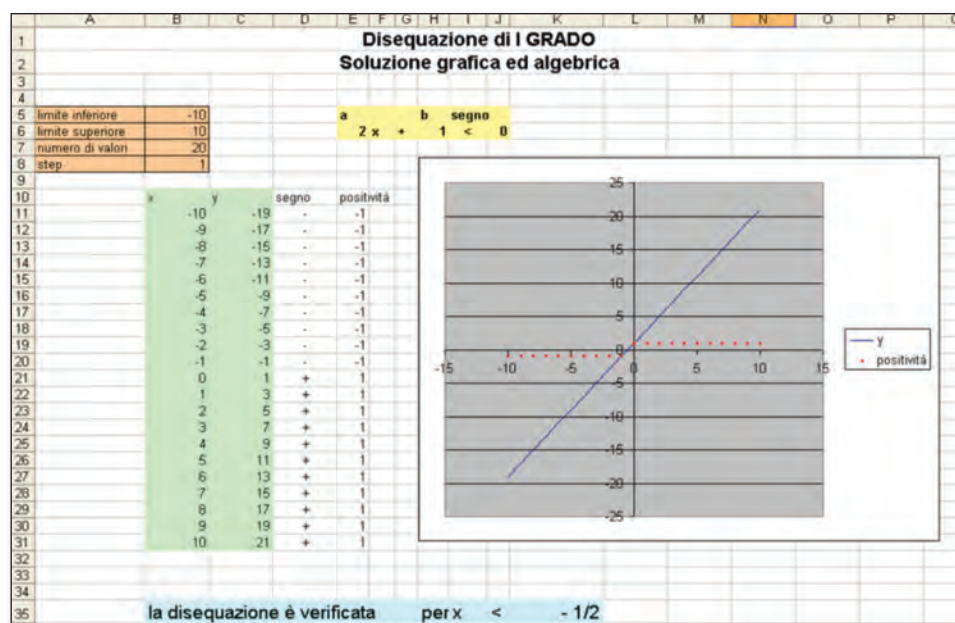 A B C D E F G H I J K L M N O P
1 Disequazione di I GRADO
2 Soluzione grafica ed algebrica
3
4
5 limite inferiore -10 a b segno
6 limite superiore 10 2 x + 1 < 0
7 numero di valori 20
8 step 1
9
10 x y segno positività
11 -10 -19 - -1
12 -9 -17 - -1
13 -8 -15 - -1
14 -7 -13 - -1
15 -6 -11 - -1
16 -5 -9 - -1
17 -4 -7 - -1
18 -3 -5 - -1
19 -2 -3 - -1
20 -1 -1 - -1
21 0 1 + 1
22 1 3 + 1
23 2 5 + 1
24 3 7 + 1
25 4 9 + 1
26 5 11 + 1
27 6 13 + 1
28 7 15 + 1
29 8 17 + 1
30 9 19 + 1
31 10 21 + 1
32
33
34
35 la disequazione è verificata per x < - 1/2
25
20
15
10
5
0
-15 -10 -5 0 5 10 15
-5
-10
-15
-20
-25
y
positività